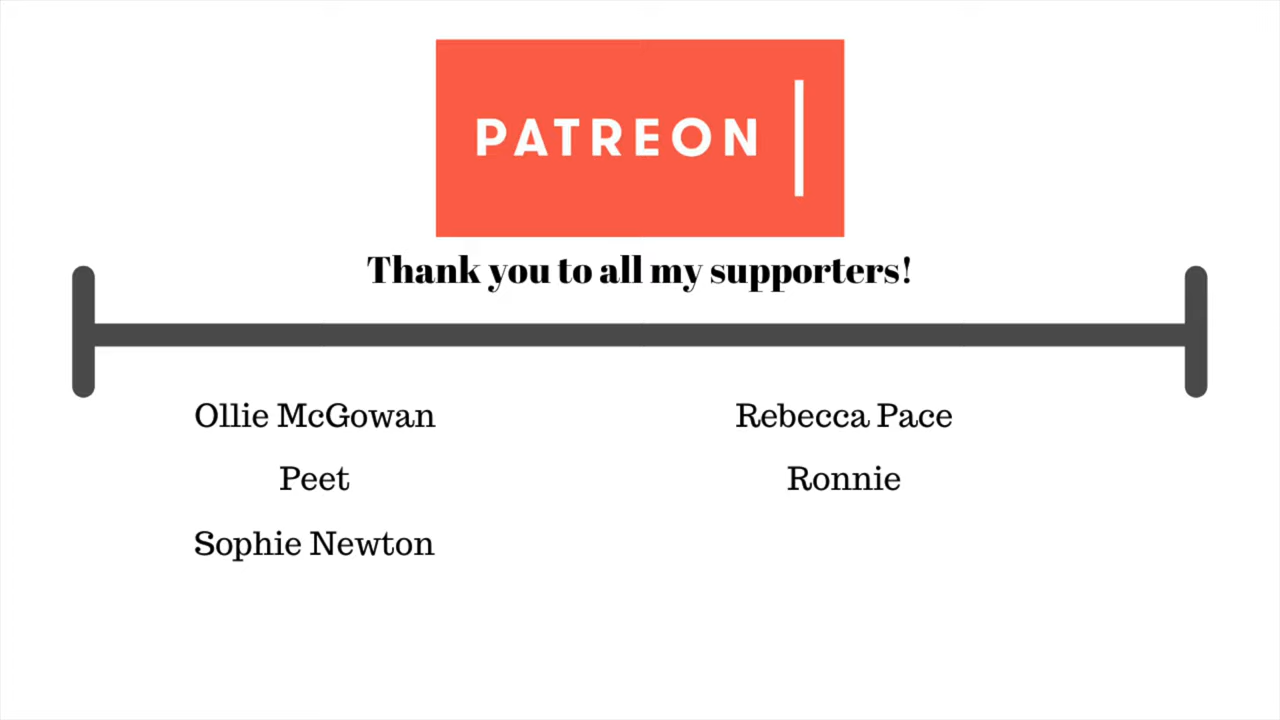 PATREON
Thank you to all my supporters!
Ollie McGowan
Peet
Sophie Newton
Rebecca Pace
Ronnie